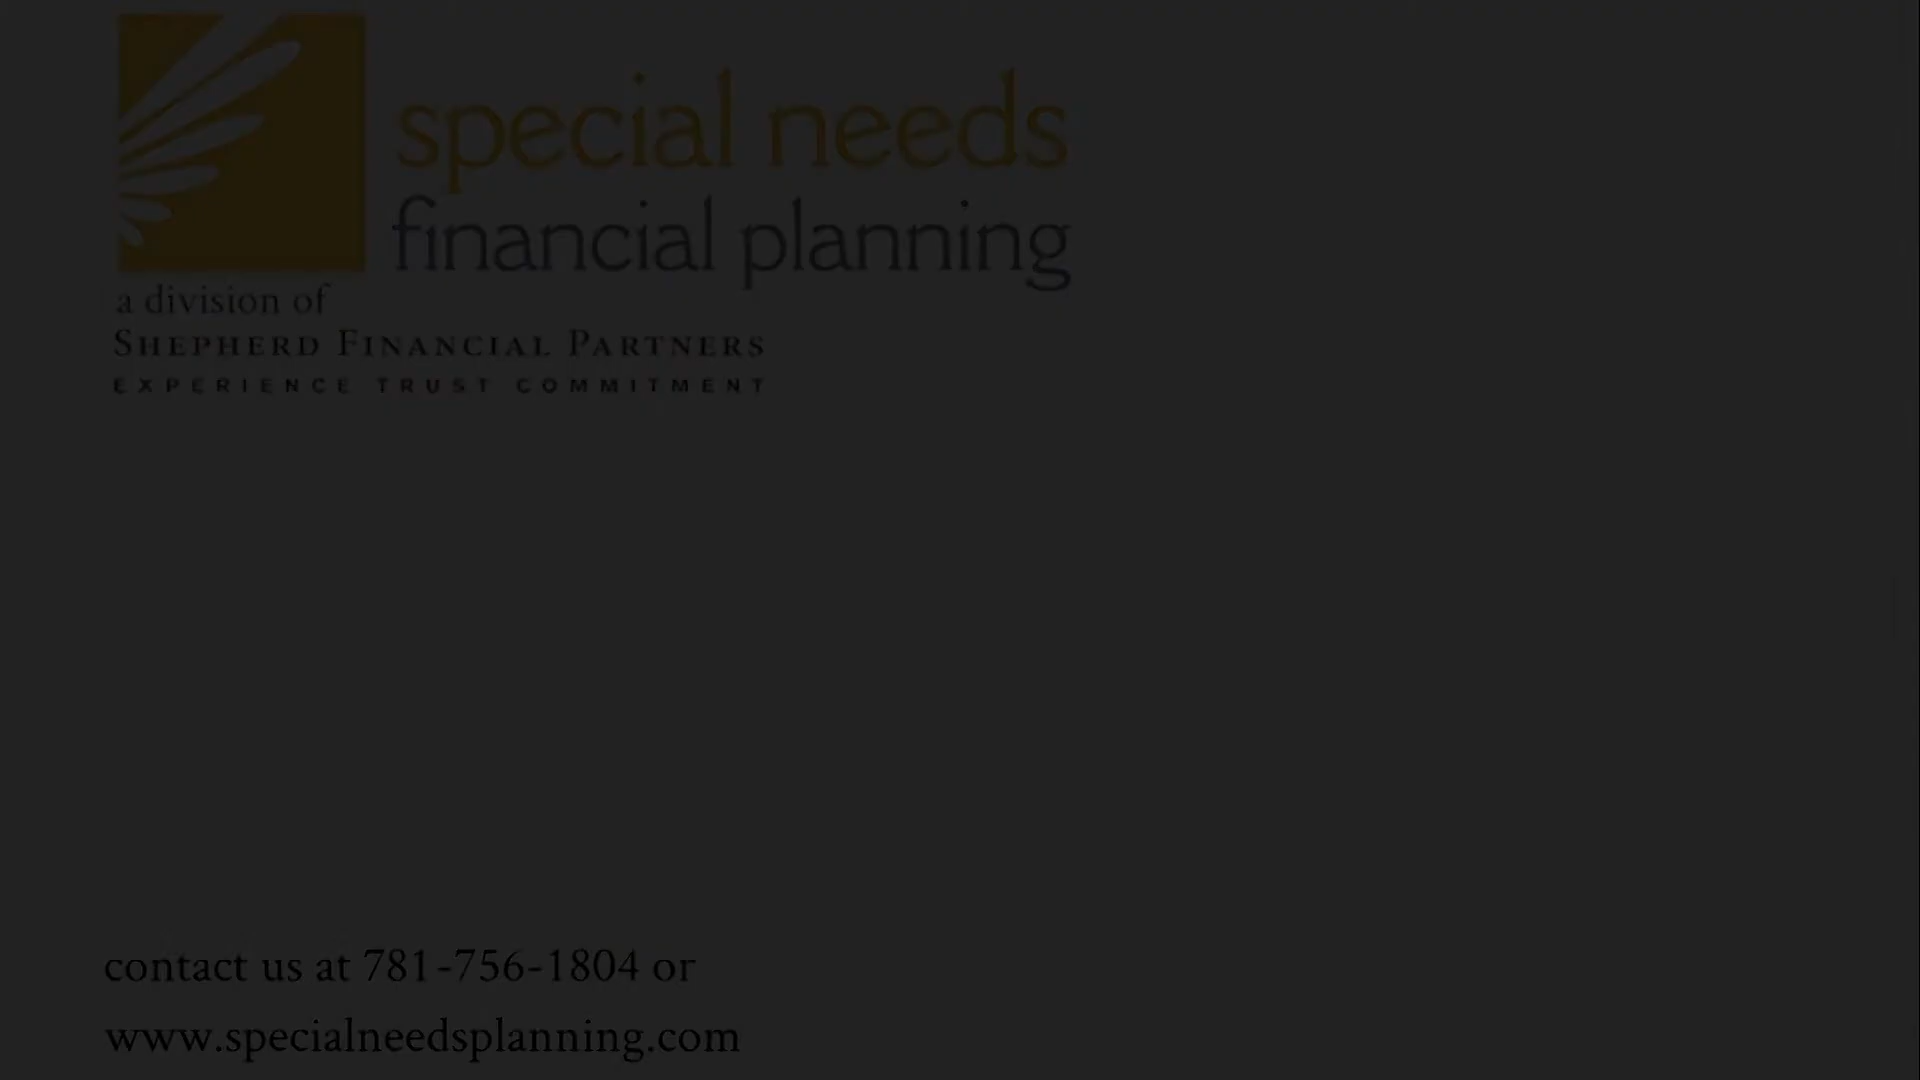 special needs
financial planning
a division of
SHEPHERD FINANCIAL PARTNERS
EXPERIENCE TRUST COMMITMENT
contact us at 781-756-1804 or
www.specialneedsplanning.com